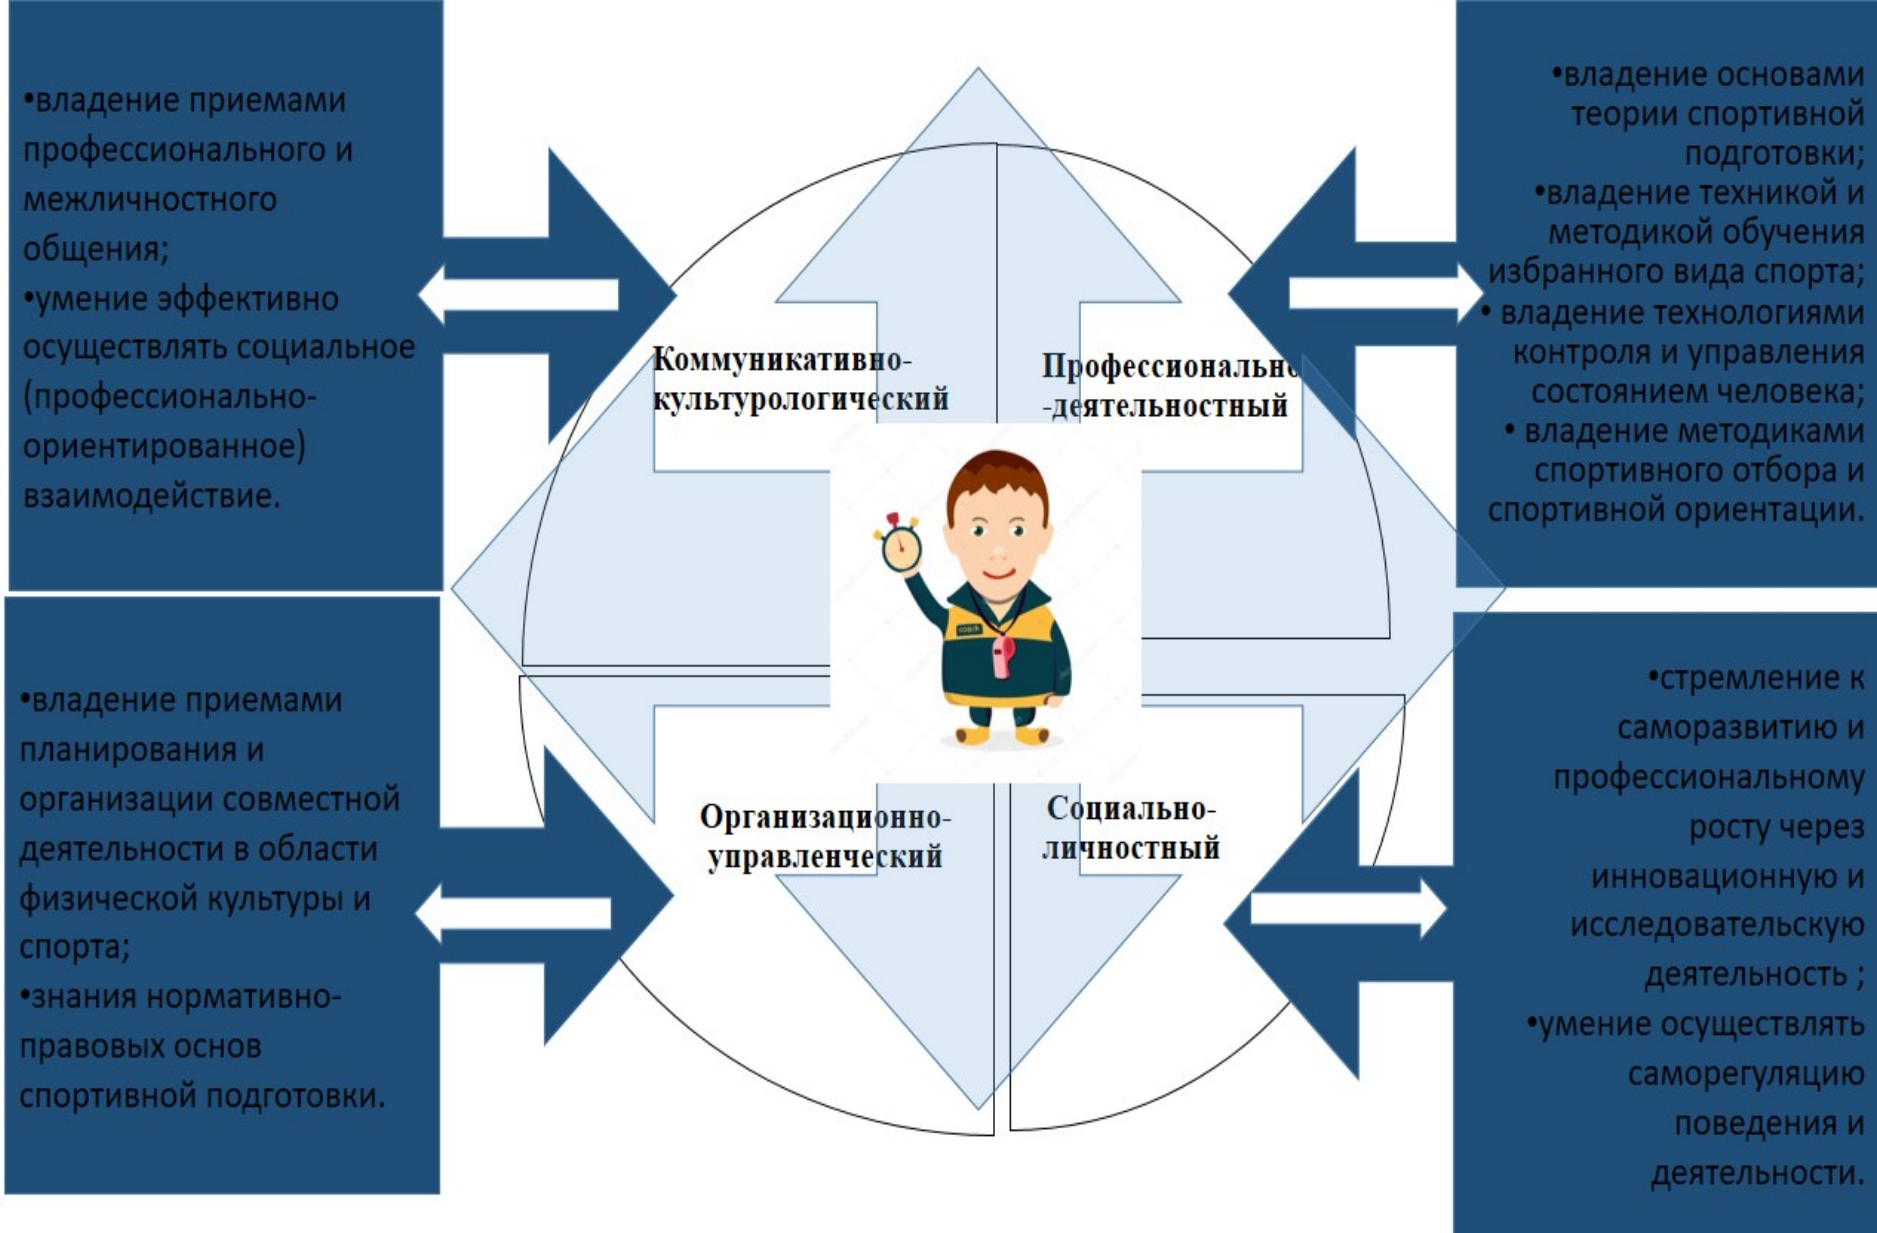 •владение приемами
профессионального и
межличностного
общения;
•умение эффективно
осуществлять социальное
(профессионально-
ориентированное)
взаимодействие.
•владение основами
теории спортивной
подготовки;
•владение техникой и
методикой обучения
избранного вида спорта;
• владение технологиями
контроля и управления
состоянием человека;
• владение методиками
спортивного отбора и
спортивной ориентации.
Коммуникативно-
культурологический
Профессионально
-деятельностный
coach
Организационно-
управленческий
Социально-
личностный
•владение приемами
планирования и
организации совместной
деятельности в области
физической культуры и
спорта;
•знания нормативно-
правовых основ
спортивной подготовки.
•стремление к
саморазвитию и
профессиональному
росту через
инновационную и
исследовательскую
деятельность ;
•умение осуществлять
саморегуляцию
поведения и
деятельности.